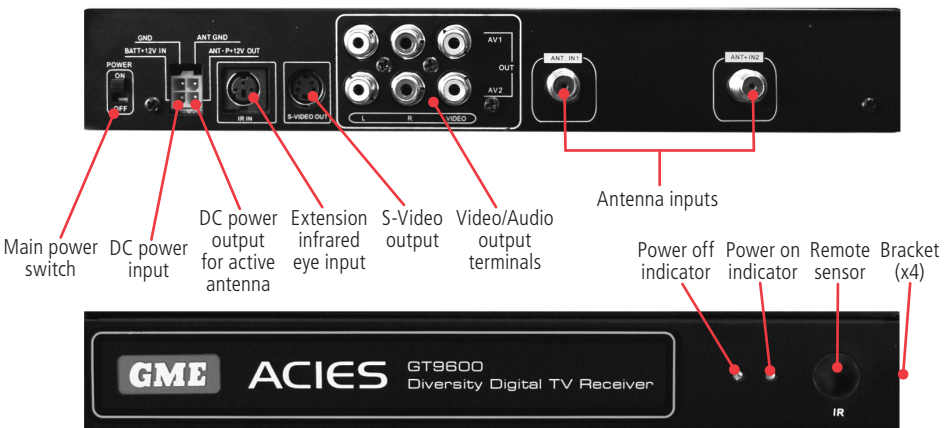 GND
ANT GND
BATT+12V IN
ANT - P+12V OUT
POWER
ON
OFF
IR IN
S-VIDEO OUT
AV1
OUT
AV2
L
R
VIDEO
ANT IN1
ANT+IN2
Main power
switch
DC power
input
DC power
output
for active
antenna
Extension
infrared
eye input
S-Video
output
Video/Audio
output
terminals
Antenna inputs
Power off
indicator
Power on
indicator
Remote
sensor
Bracket
(x4)
GME
ACIES
GT9600
Diversity Digital TV Receiver
IR